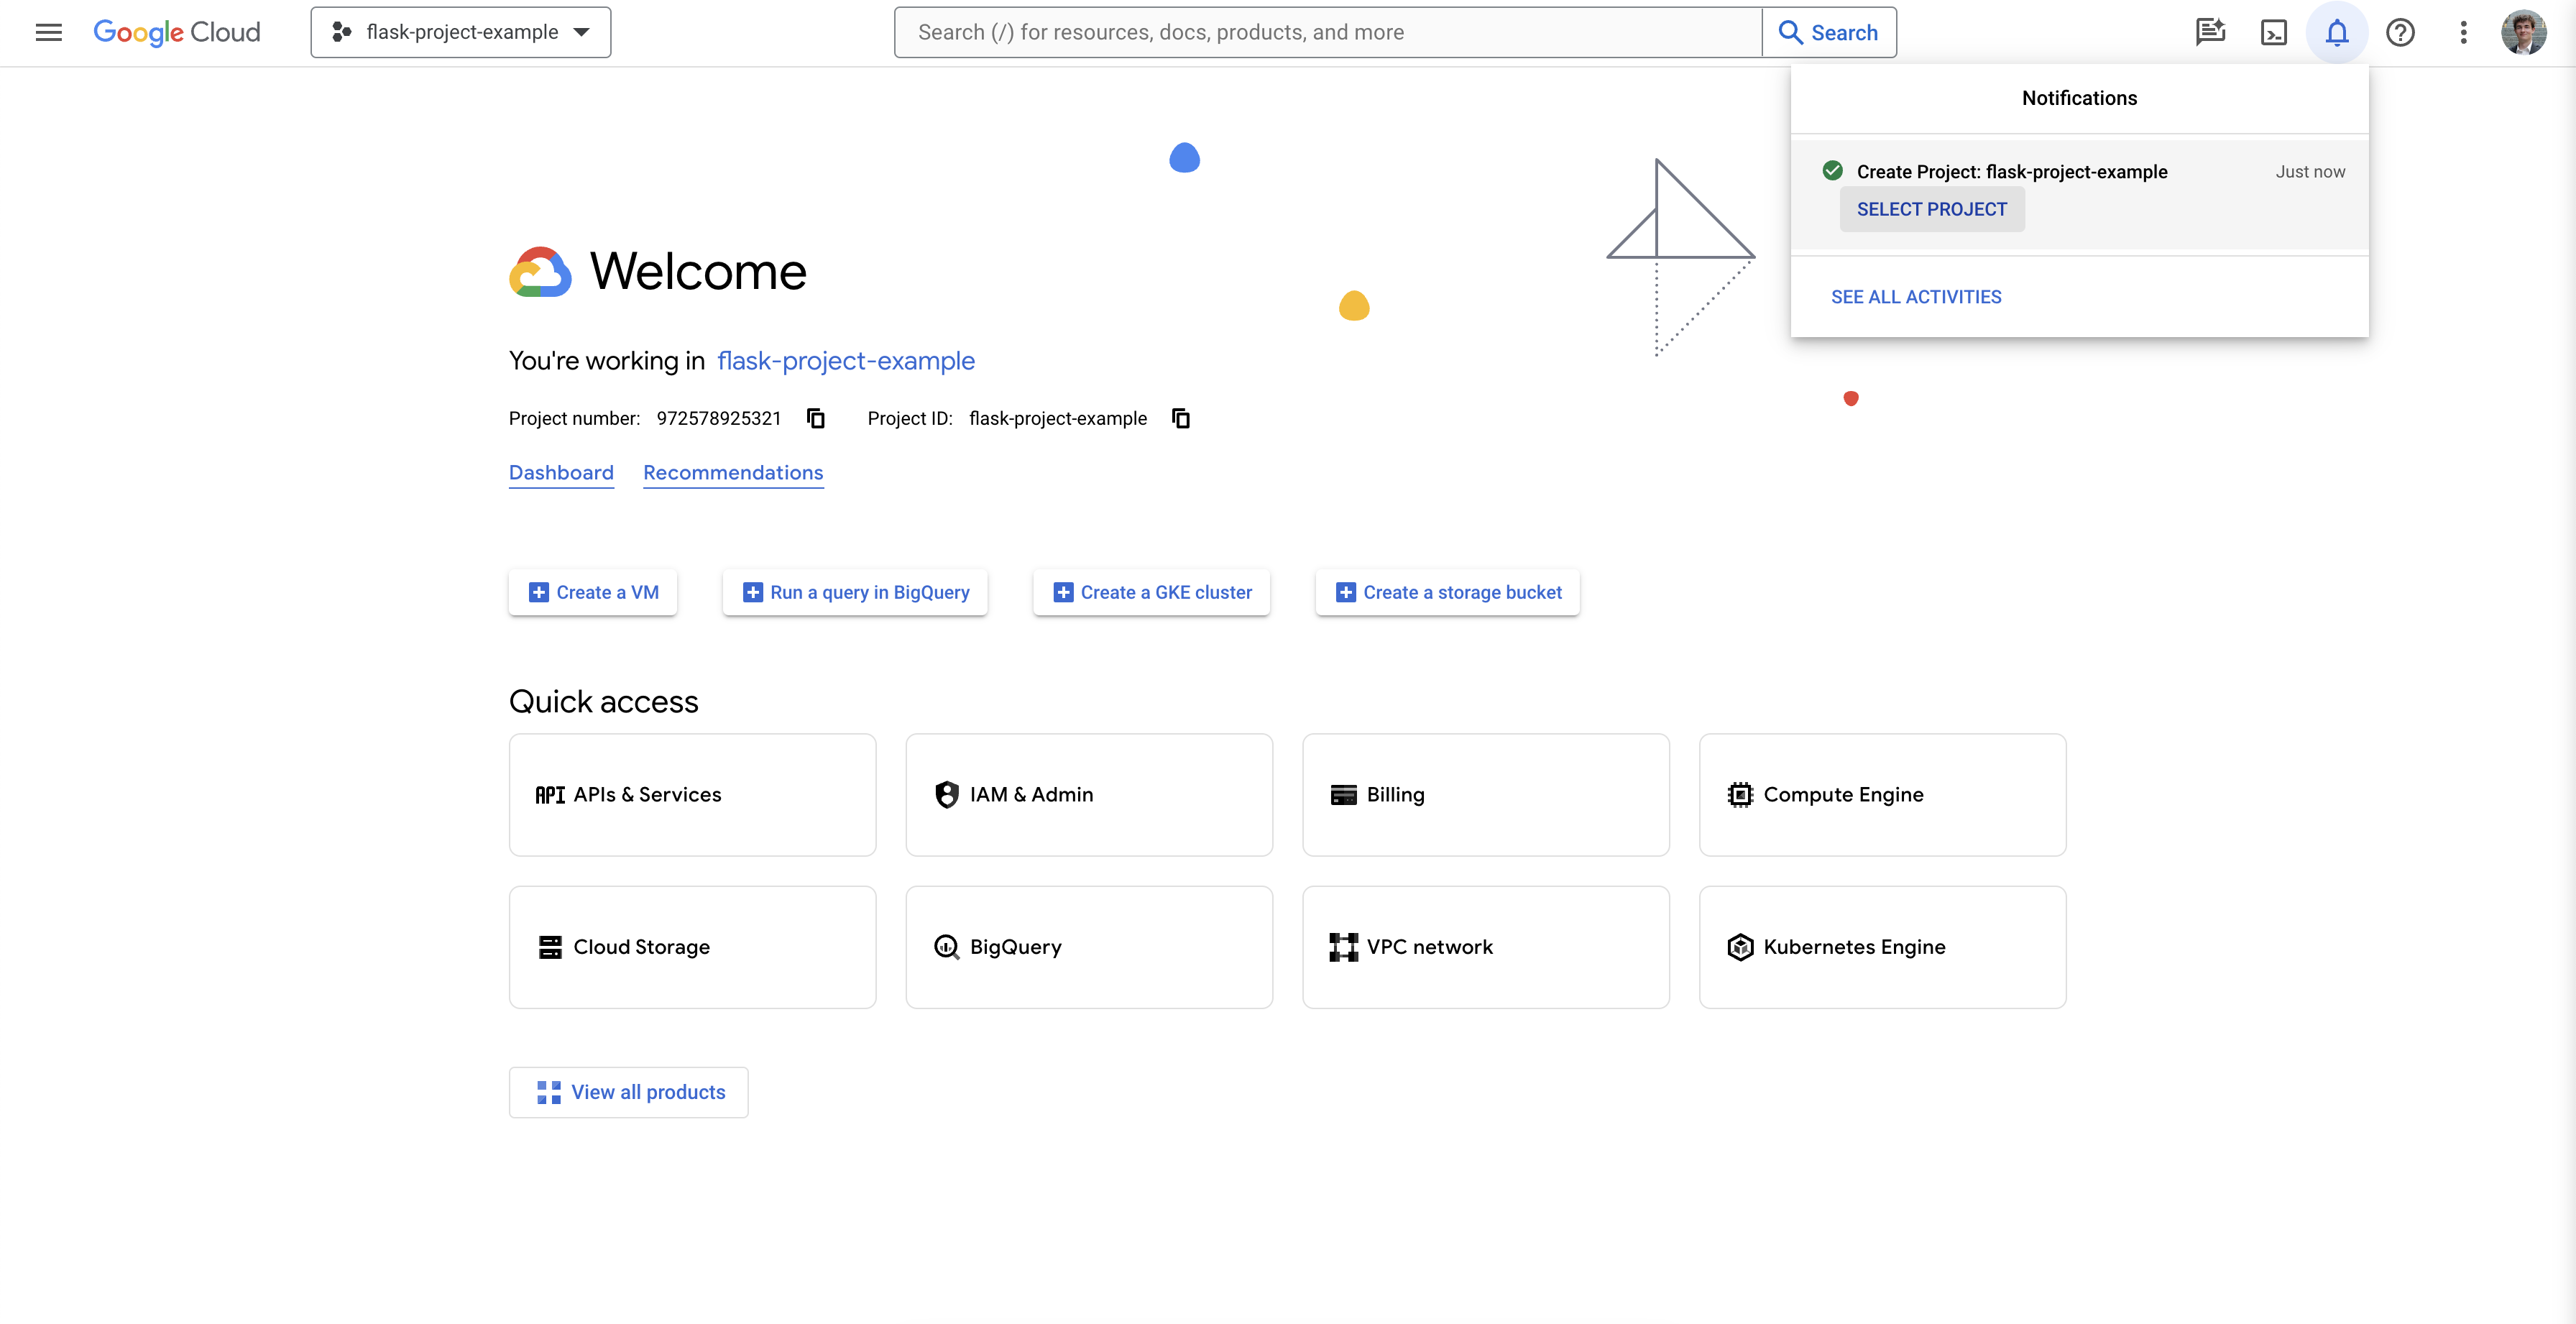 Google Cloud
flask-project-example
Search (/) for resources, docs, products, and more
Search
Notifications
Create Project: flask-project-example
Just now
SELECT PROJECT
SEE ALL ACTIVITIES
Welcome
You're working in flask-project-example
Project number: 972578925321 Project ID: flask-project-example
Dashboard Recommendations
Create a VM
Run a query in BigQuery
Create a GKE cluster
Create a storage bucket
Quick access
API APIs & Services
IAM & Admin
Billing
Compute Engine
Cloud Storage
BigQuery
VPC network
Kubernetes Engine
View all products